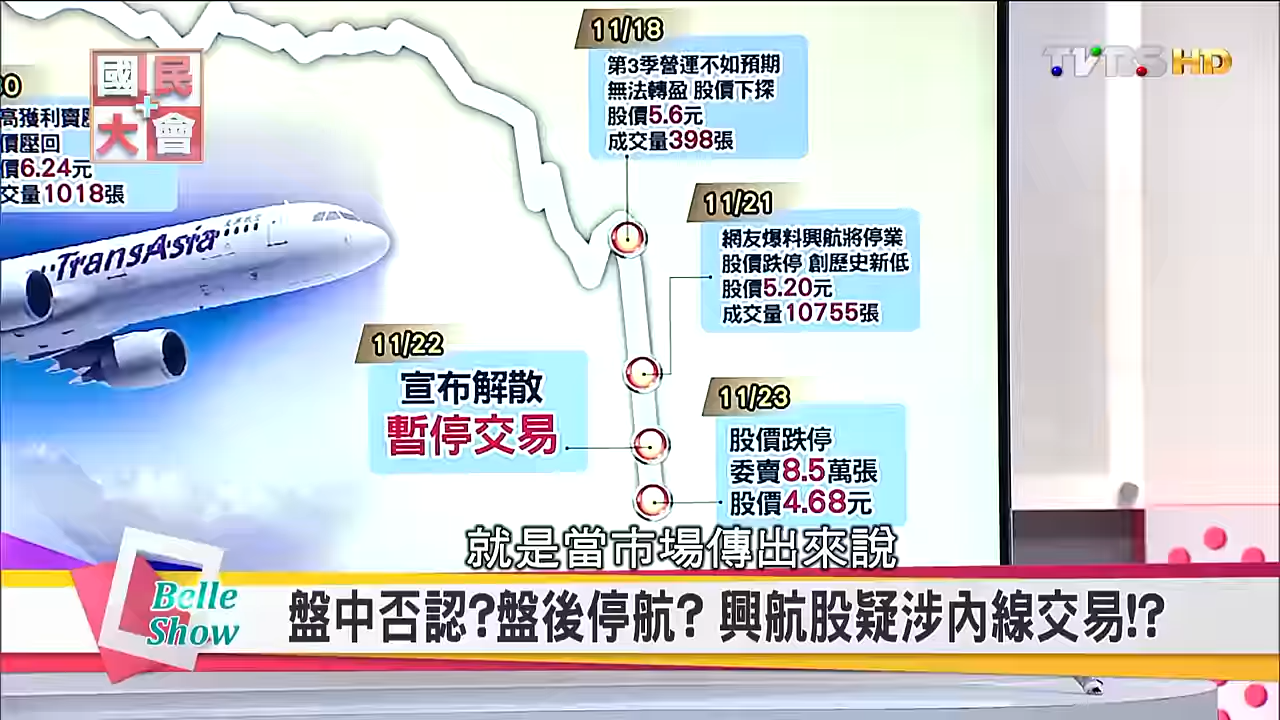 11/18
第3季營運不如預期
無法轉盈 股價下探
股價5.6元
成交量398張
TVBS HD
國民
大會
高獲利賣壓
價壓回
價6.24元
交量1018張
TransAsia
11/21
網友爆料興航將停業
股價跌停 創歷史新低
股價5.20元
成交量10755張
11/22
宣布解散
暫停交易
11/23
股價跌停
委賣8.5萬張
股價4.68元
就是當市場傳出來說
Belle
Show
盤中否認?盤後停航? 興航股疑涉內線交易!?